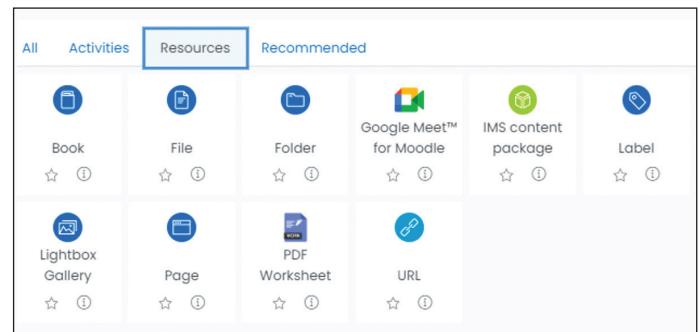 All Activities Resources Recommended
Book
File
Folder
Google Meet™
for Moodle
IMS content
package
Label
Lightbox
Gallery
Page
PDF
Worksheet
URL